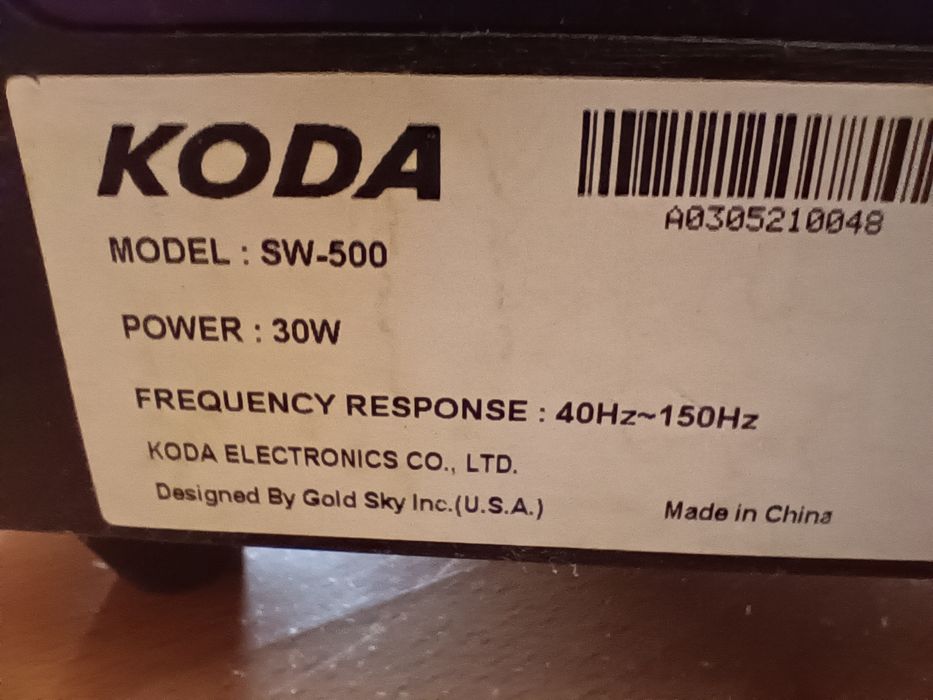 KODA
A0305210048
MODEL : SW-500
POWER : 30W
FREQUENCY RESPONSE : 40Hz~150Hz
KODA ELECTRONICS CO., LTD.
Designed By Gold Sky Inc.(U.S.A.)
Made in China